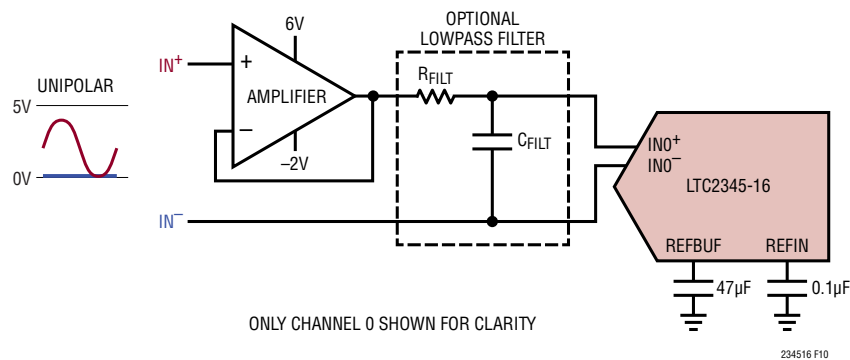 OPTIONAL
LOWPASS FILTER
6V
IN+
+
UNIPOLAR
5V
AMPLIFIER
RFILT
–
–2V
CFILT
0V
IN0+
IN0–
LTC2345-16
IN–
REFBUF
REFIN
47µF
0.1µF
ONLY CHANNEL 0 SHOWN FOR CLARITY
234516 F10